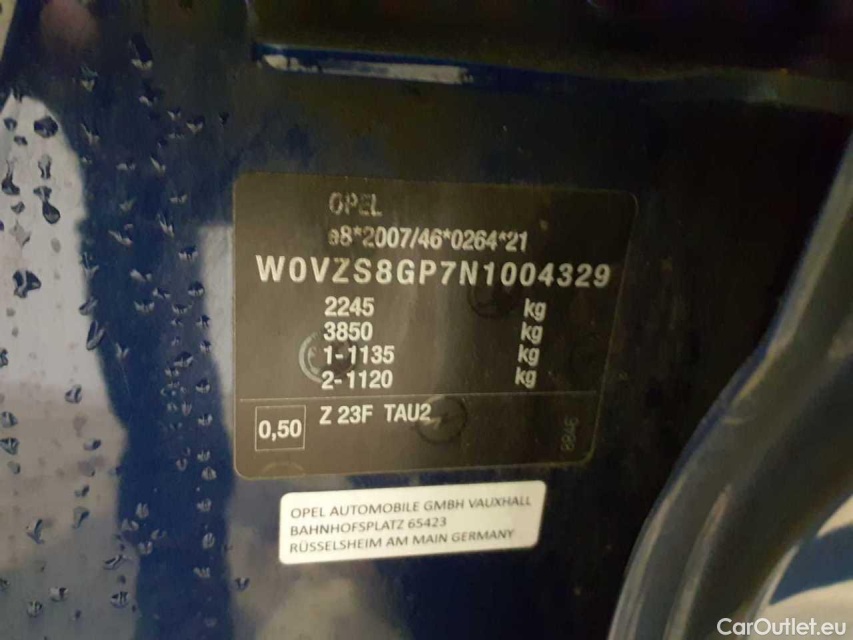 OPEL
e8*2007/46*0264*21
W0VZS8GP7N1004329
2245 kg
3850 kg
1-1135 kg
2-1120 kg
0,50 Z 23F TAU2
8846
OPEL AUTOMOBILE GMBH VAUXHALL
BAHNHOFSPLATZ 65423
RÜSSELSHEIM AM MAIN GERMANY
CarOutlet.eu